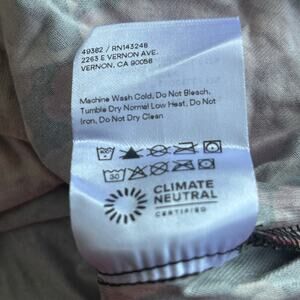 49382 / RN143248
2263 E VERNON AVE.
VERNON, CA 90058
Machine Wash Cold, Do Not Bleach,
Tumble Dry Normal Low Heat, Do Not
Iron, Do Not Dry Clean
30
CLIMATE
NEUTRAL
CERTIFIED